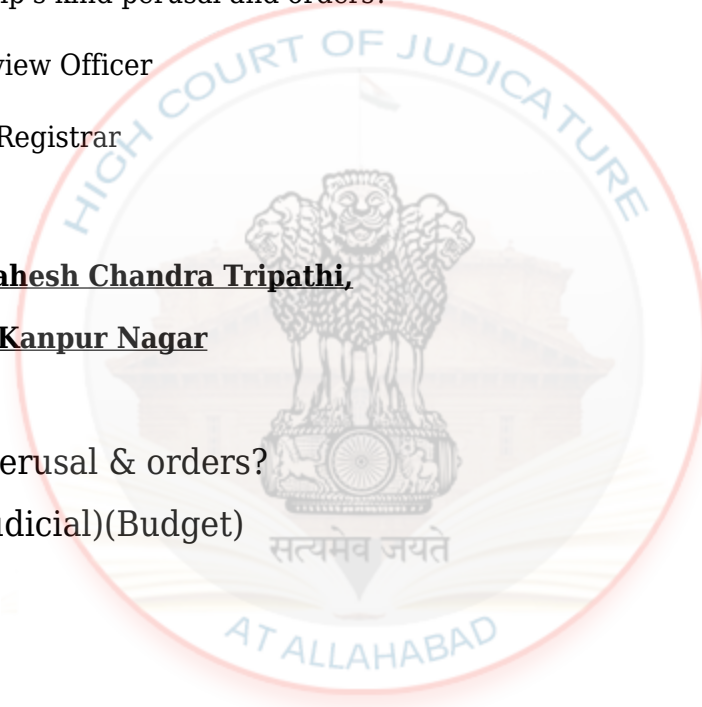 ip's kind perusal and orders?
view Officer
Registrar
HIGH COURT OF JUDICATURE
ahesh Chandra Tripathi,
Kanpur Nagar
erusal & orders?
udicial)(Budget)
सत्यमेव जयते
AT ALLAHABAD